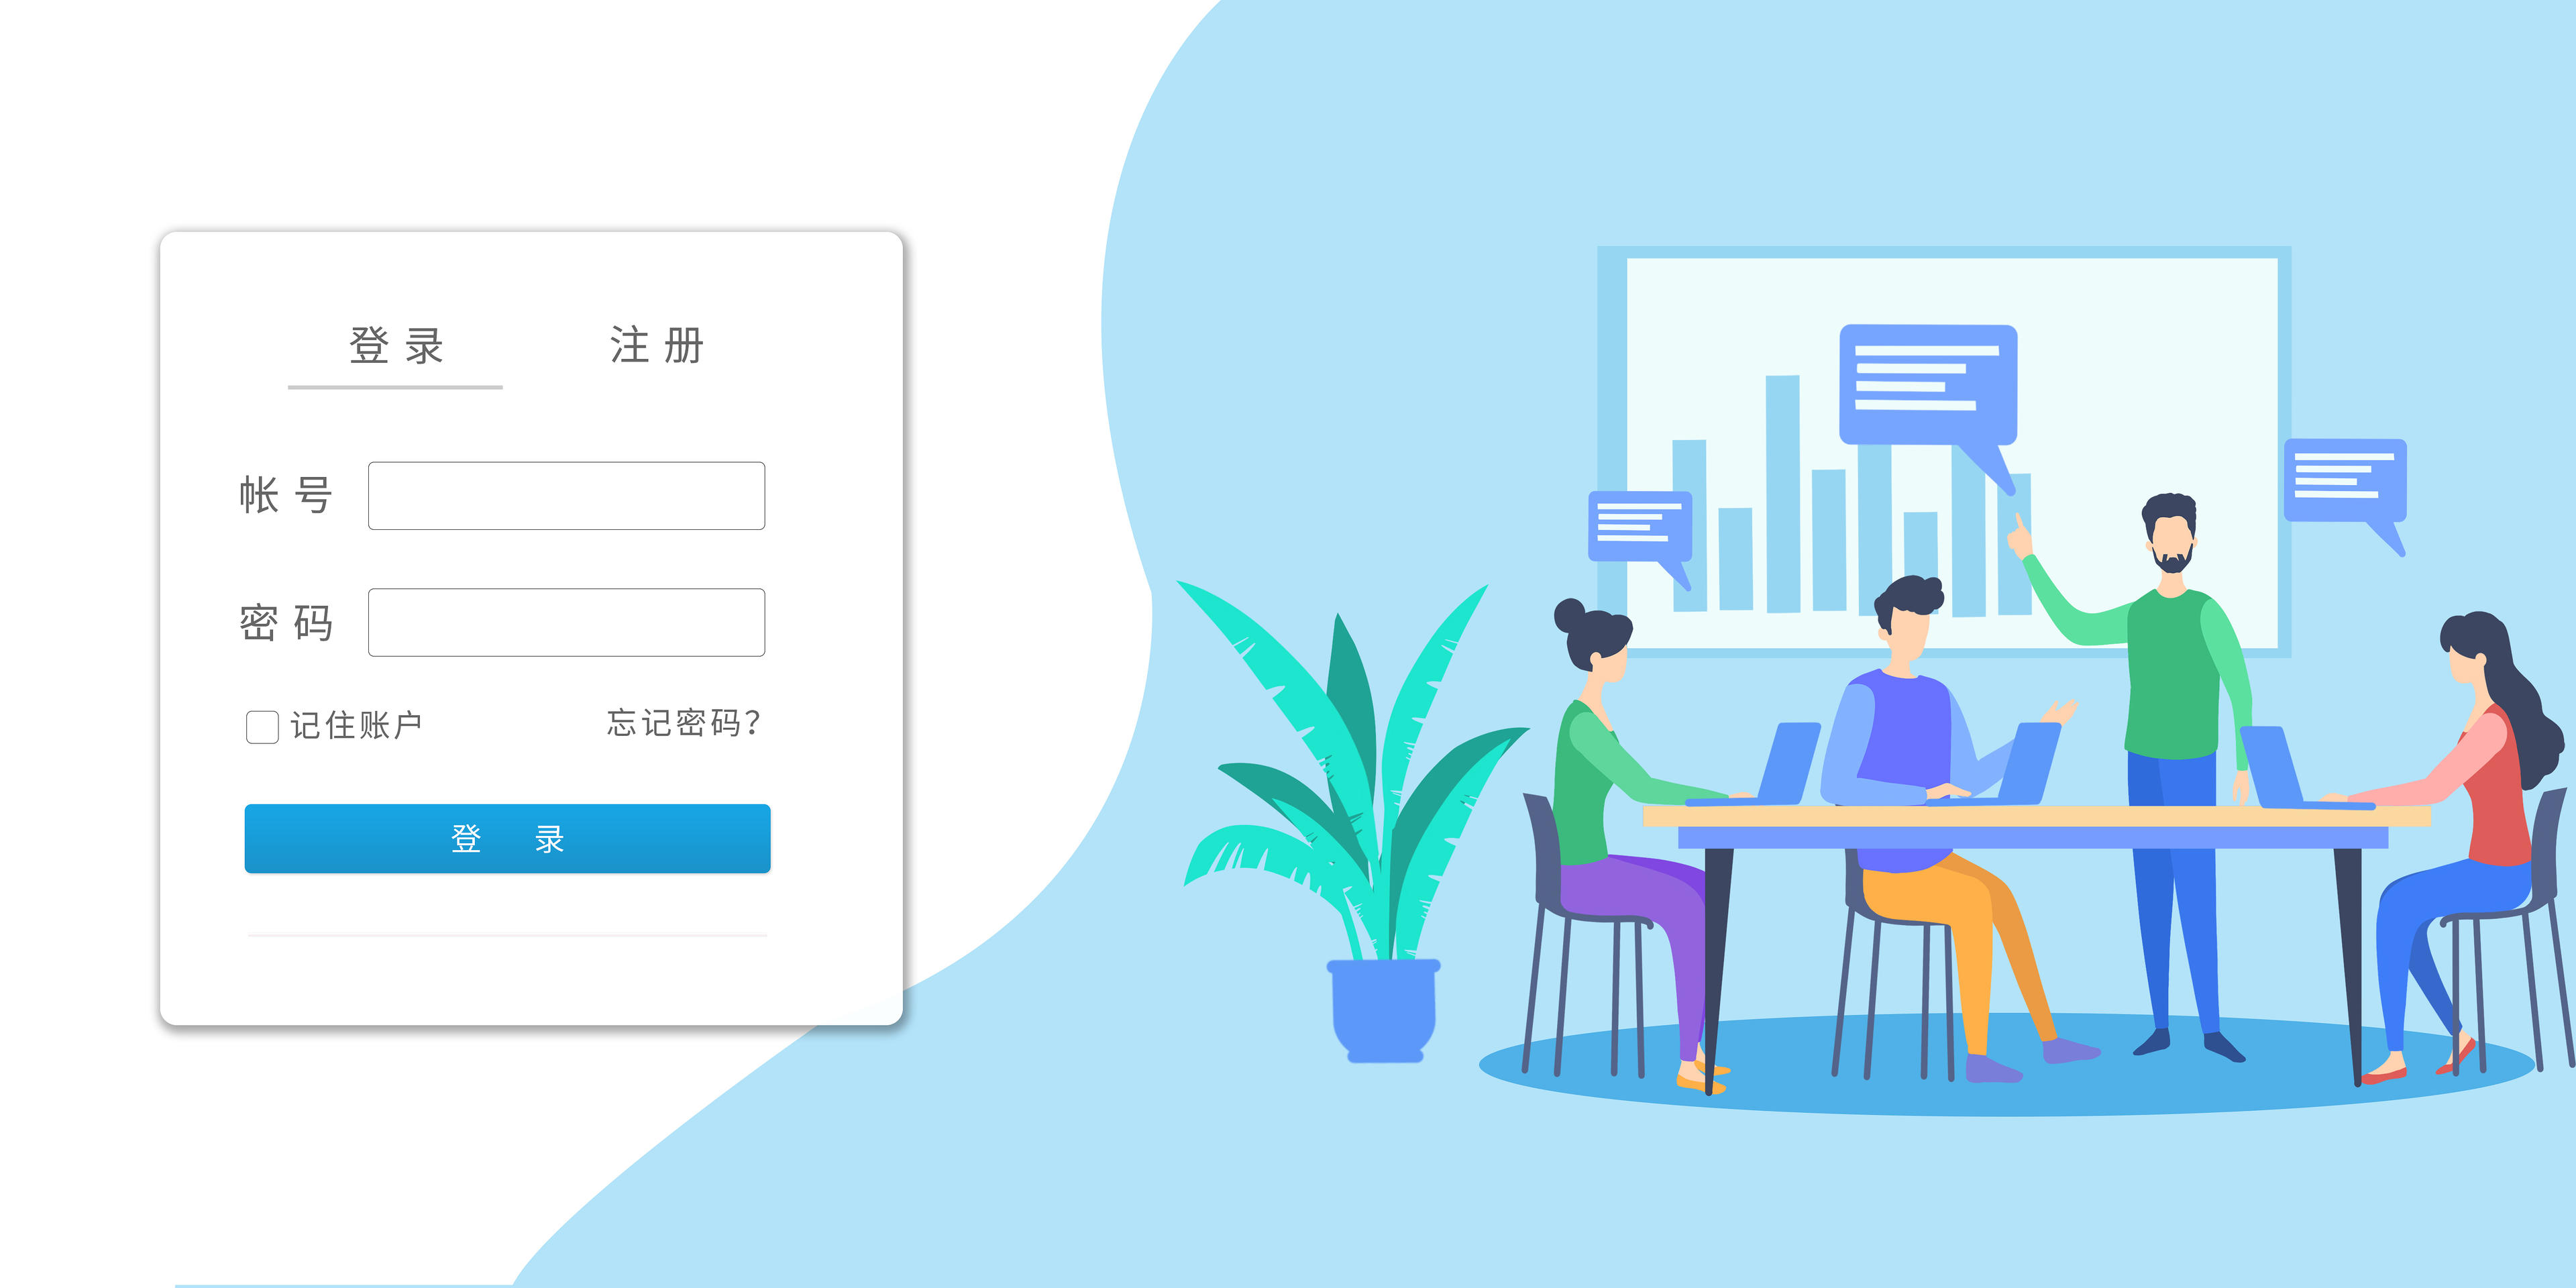 登录 注册
帐号
密码
记住账户 忘记密码?
登 录